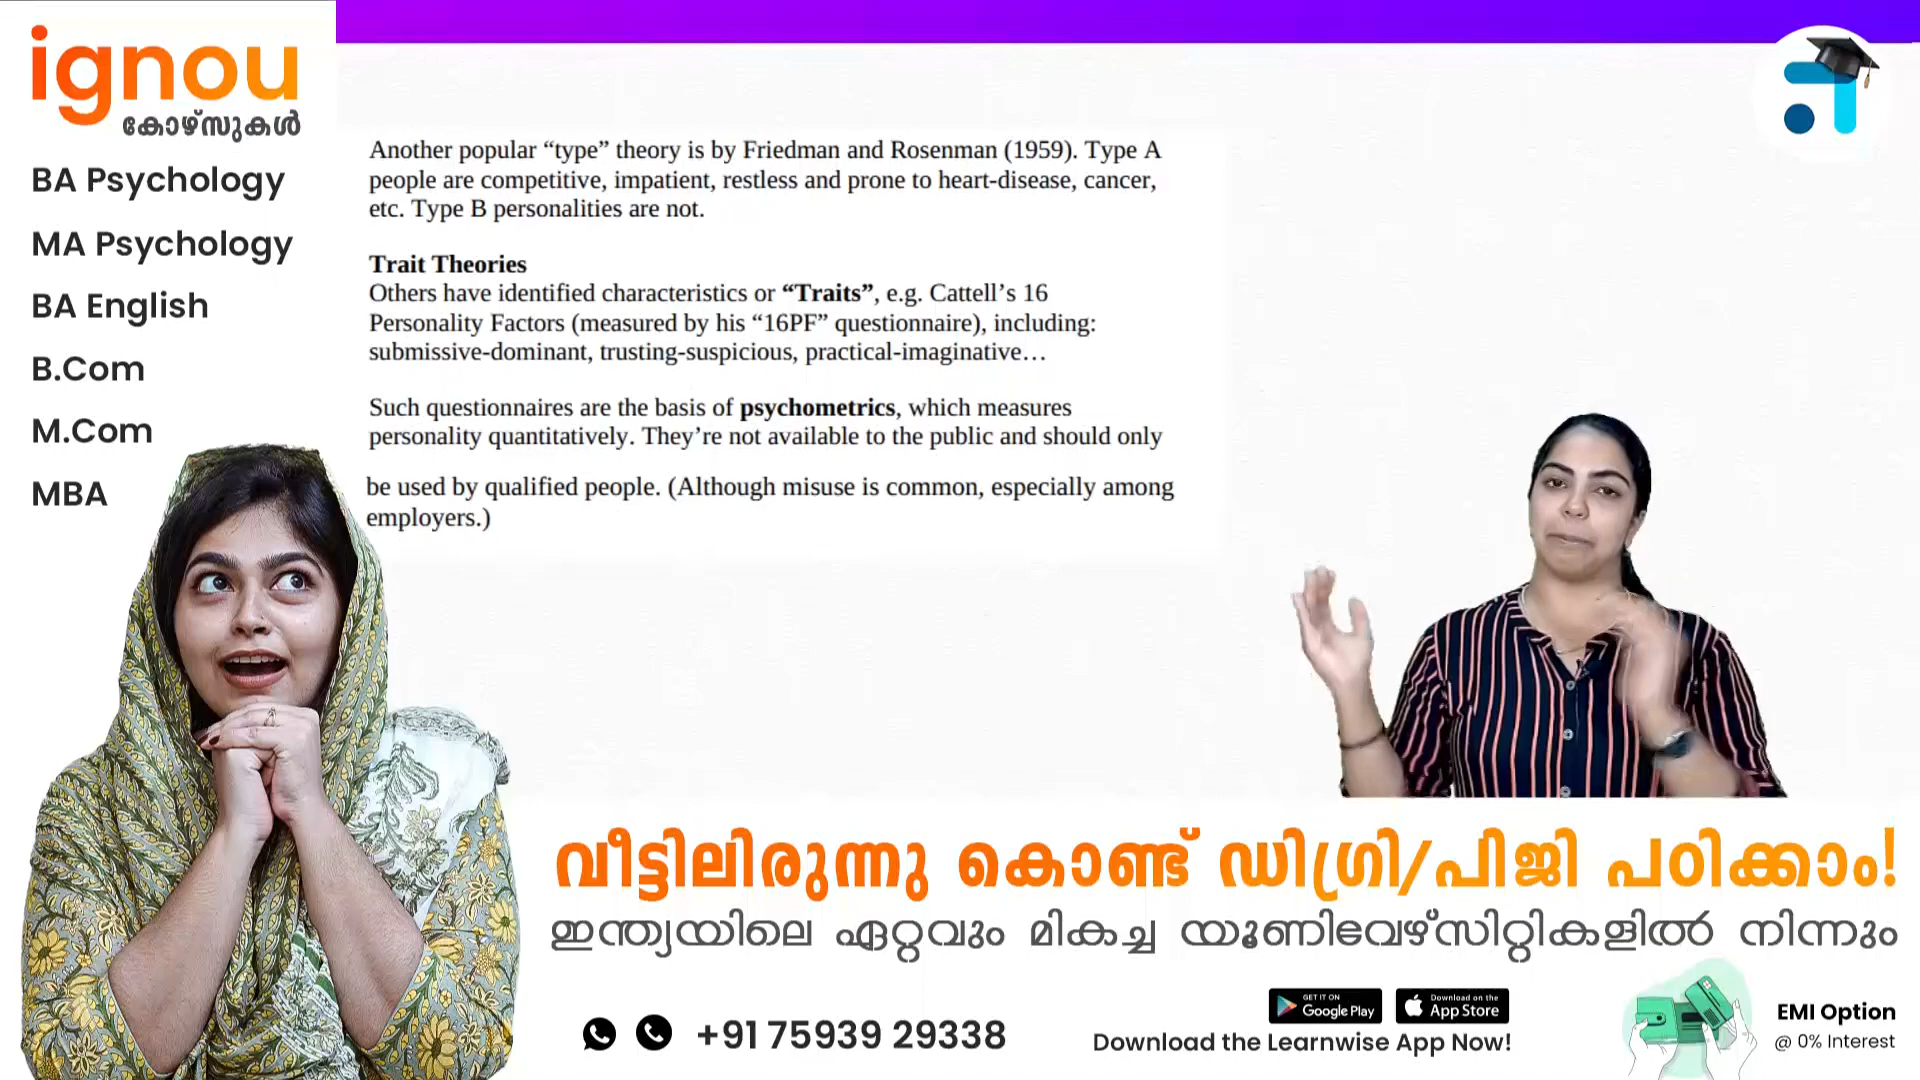 ignou
കോഴ്സുകൾ
BA Psychology
MA Psychology
BA English
B.Com
M.Com
MBA
Another popular “type” theory is by Friedman and Rosenman (1959). Type A
people are competitive, impatient, restless and prone to heart-disease, cancer,
etc. Type B personalities are not.
Trait Theories
Others have identified characteristics or “Traits”, e.g. Cattell’s 16
Personality Factors (measured by his “16PF” questionnaire), including:
submissive-dominant, trusting-suspicious, practical-imaginative…
Such questionnaires are the basis of psychometrics, which measures
personality quantitatively. They’re not available to the public and should only
be used by qualified people. (Although misuse is common, especially among
employers.)
വീട്ടിലിരുന്നു കൊണ്ട് ഡിഗ്രി/പിജി പഠിക്കാം!
ഇന്ത്യയിലെ ഏറ്റവും മികച്ച യൂണിവേഴ്സിറ്റികളിൽ നിന്നും
+91 75939 29338
GET IT ON
Google Play
Download on the
App Store
Download the Learnwise App Now!
EMI Option
@ 0% Interest